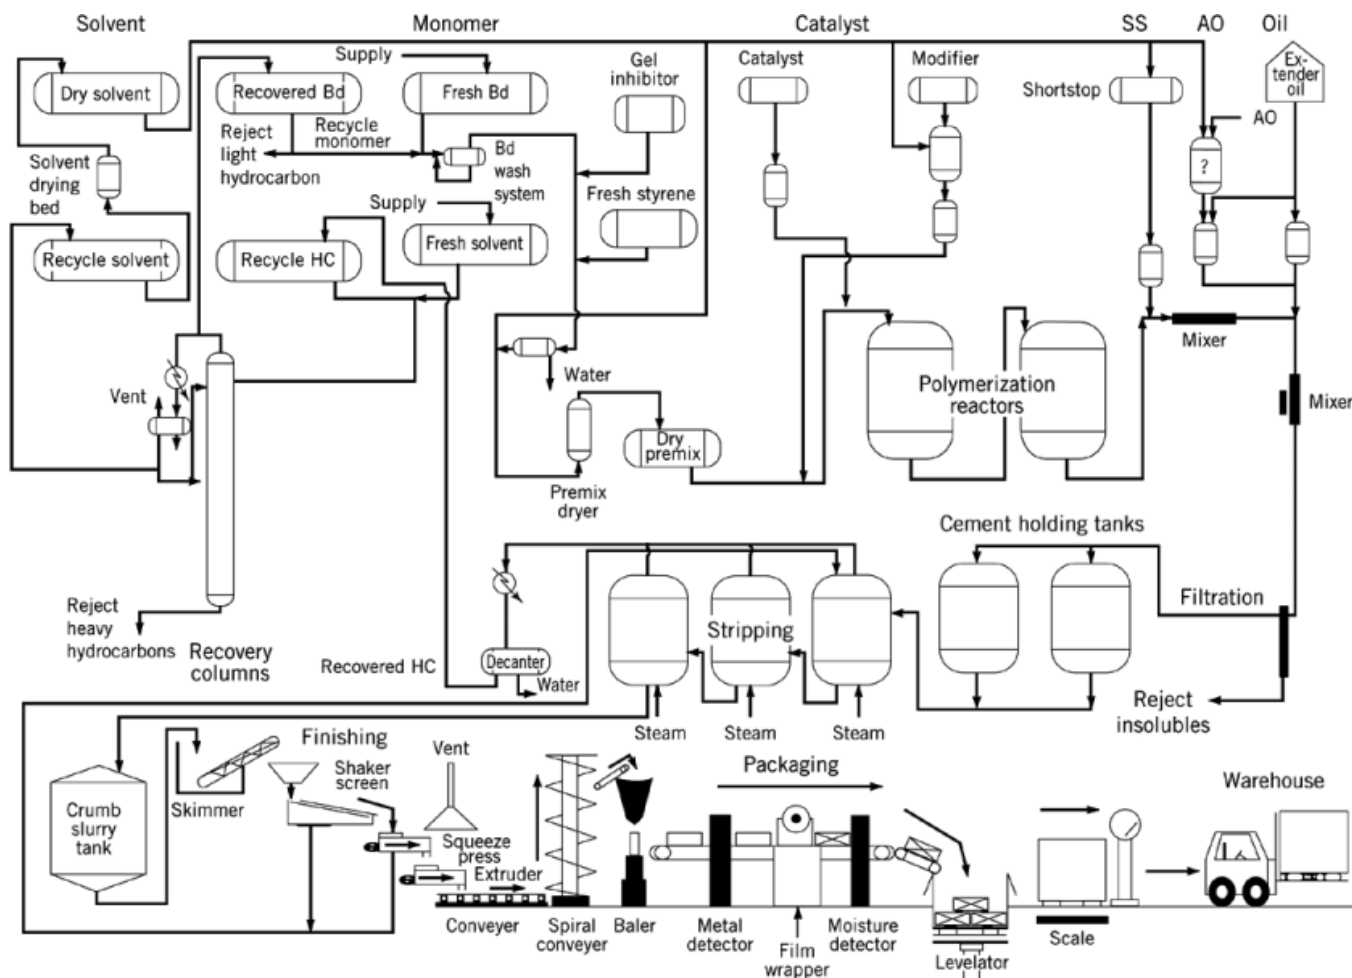 Solvent
Monomer
Catalyst
SS
AO
Oil
Supply
Gel
inhibitor
Catalyst
Modifier
Ex-
tender
oil
Dry solvent
Recovered Bd
Fresh Bd
Shortstop
AO
Reject
light
hydrocarbon
Recycle
monomer
Bd
wash
system
Solvent
drying
bed
?
Fresh styrene
Supply
Recycle solvent
Recycle HC
Fresh solvent
Mixer
Water
Vent
Polymerization
reactors
Mixer
Dry
premix
Premix
dryer
Cement holding tanks
Filtration
Reject
heavy
hydrocarbons
Recovery
columns
Stripping
Recovered HC
Decanter
Water
Reject
insolubles
Steam
Steam
Steam
Finishing
Vent
Packaging
Warehouse
Shaker
screen
Skimmer
Crumb
slurry
tank
Squeeze
press
Extruder
Conveyer
Spiral
conveyer
Baler
Metal
detector
Film
wrapper
Moisture
detector
Levelator
Scale